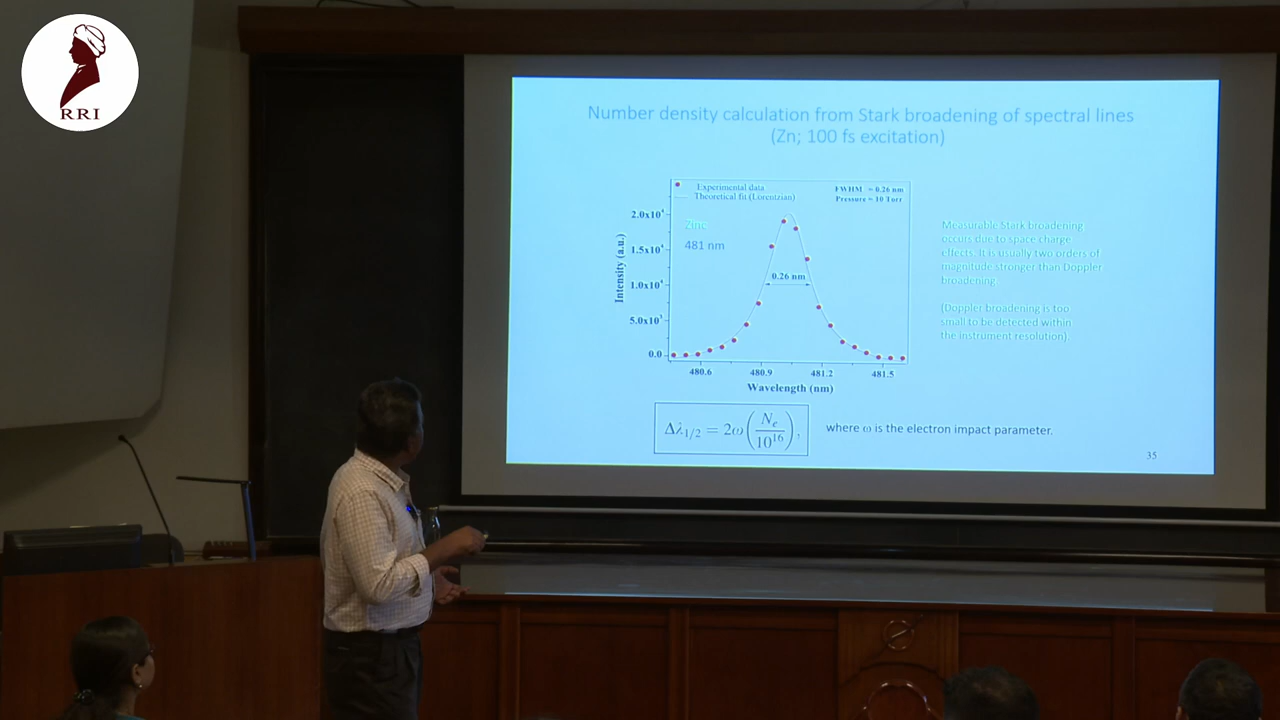 RRI
Number density calculation from Stark broadening of spectral lines
(Zn; 100 fs excitation)
Experimental data
Theoretical fit (Lorentzian)
FWHM = 0.26 nm
Pressure = 10 Torr
Zinc
481 nm
0.26 nm
Intensity (a.u.)
2.0x10⁴
1.5x10⁴
1.0x10⁴
5.0x10³
0.0
480.6 480.9 481.2 481.5
Wavelength (nm)
Measurable Stark broadening
occurs due to space charge
effects. It is usually two orders of
magnitude stronger than Doppler
broadening.
(Doppler broadening is too
small to be detected within
the instrument resolution)
Δλ1/2 = 2ω(Ne/10¹⁶),
where ω is the electron impact parameter.
35